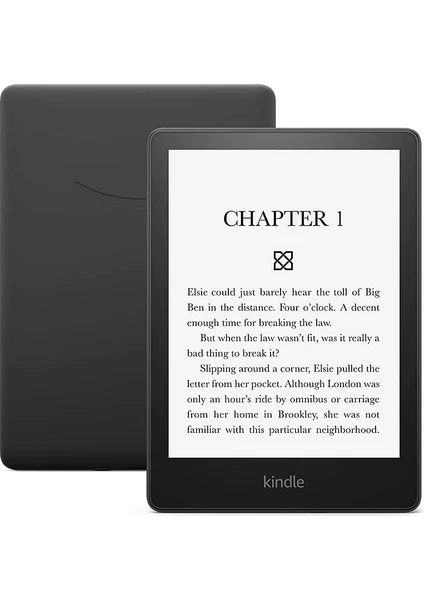 CHAPTER 1
Elsie could just barely hear the toll of Big
Ben in the distance. Four o'clock. A decent
enough time for breaking the law.
But when the law wasn't fit, was it really a
bad thing to break it?
Slipping around a corner, Elsie pulled the
letter from her pocket. Although London was
only an hour's ride by omnibus or carriage
from her home in Brookley, she was not
familiar with this particular neighborhood.
kindle